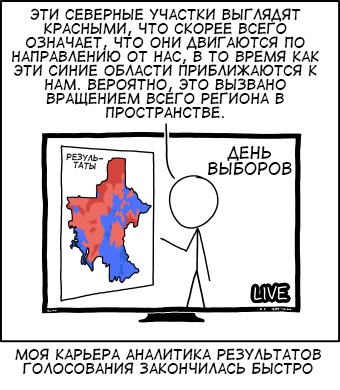 ЭТИ СЕВЕРНЫЕ УЧАСТКИ ВЫГЛЯДЯТ
КРАСНЫМИ, ЧТО СКОРЕЕ ВСЕГО
ОЗНАЧАЕТ, ЧТО ОНИ ДВИГАЮТСЯ ПО
НАПРАВЛЕНИЮ ОТ НАС, В ТО ВРЕМЯ КАК
ЭТИ СИНИЕ ОБЛАСТИ ПРИБЛИЖАЮТСЯ К
НАМ. ВЕРОЯТНО, ЭТО ВЫЗВАНО
ВРАЩЕНИЕМ ВСЕГО РЕГИОНА В
ПРОСТРАНСТВЕ.
РЕЗУЛЬ-
ТАТЫ
ДЕНЬ
ВЫБОРОВ
LIVE
МОЯ КАРЬЕРА АНАЛИТИКА РЕЗУЛЬТАТОВ
ГОЛОСОВАНИЯ ЗАКОНЧИЛАСЬ БЫСТРО